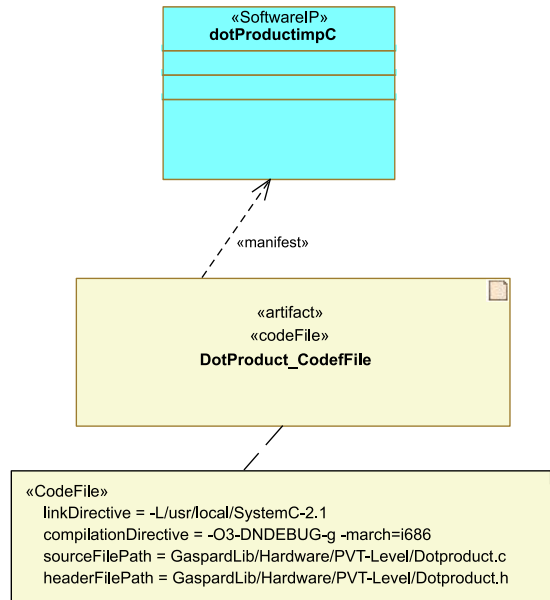 «SoftwareIP»
dotProductimpC
«manifest»
«artifact»
«codeFile»
DotProduct_CodefFile
«CodeFile»
linkDirective = -L/usr/local/SystemC-2.1
compilationDirective = -O3-DNDEBUG-g -march=i686
sourceFilePath = GaspardLib/Hardware/PVT-Level/Dotproduct.c
headerFilePath = GaspardLib/Hardware/PVT-Level/Dotproduct.h